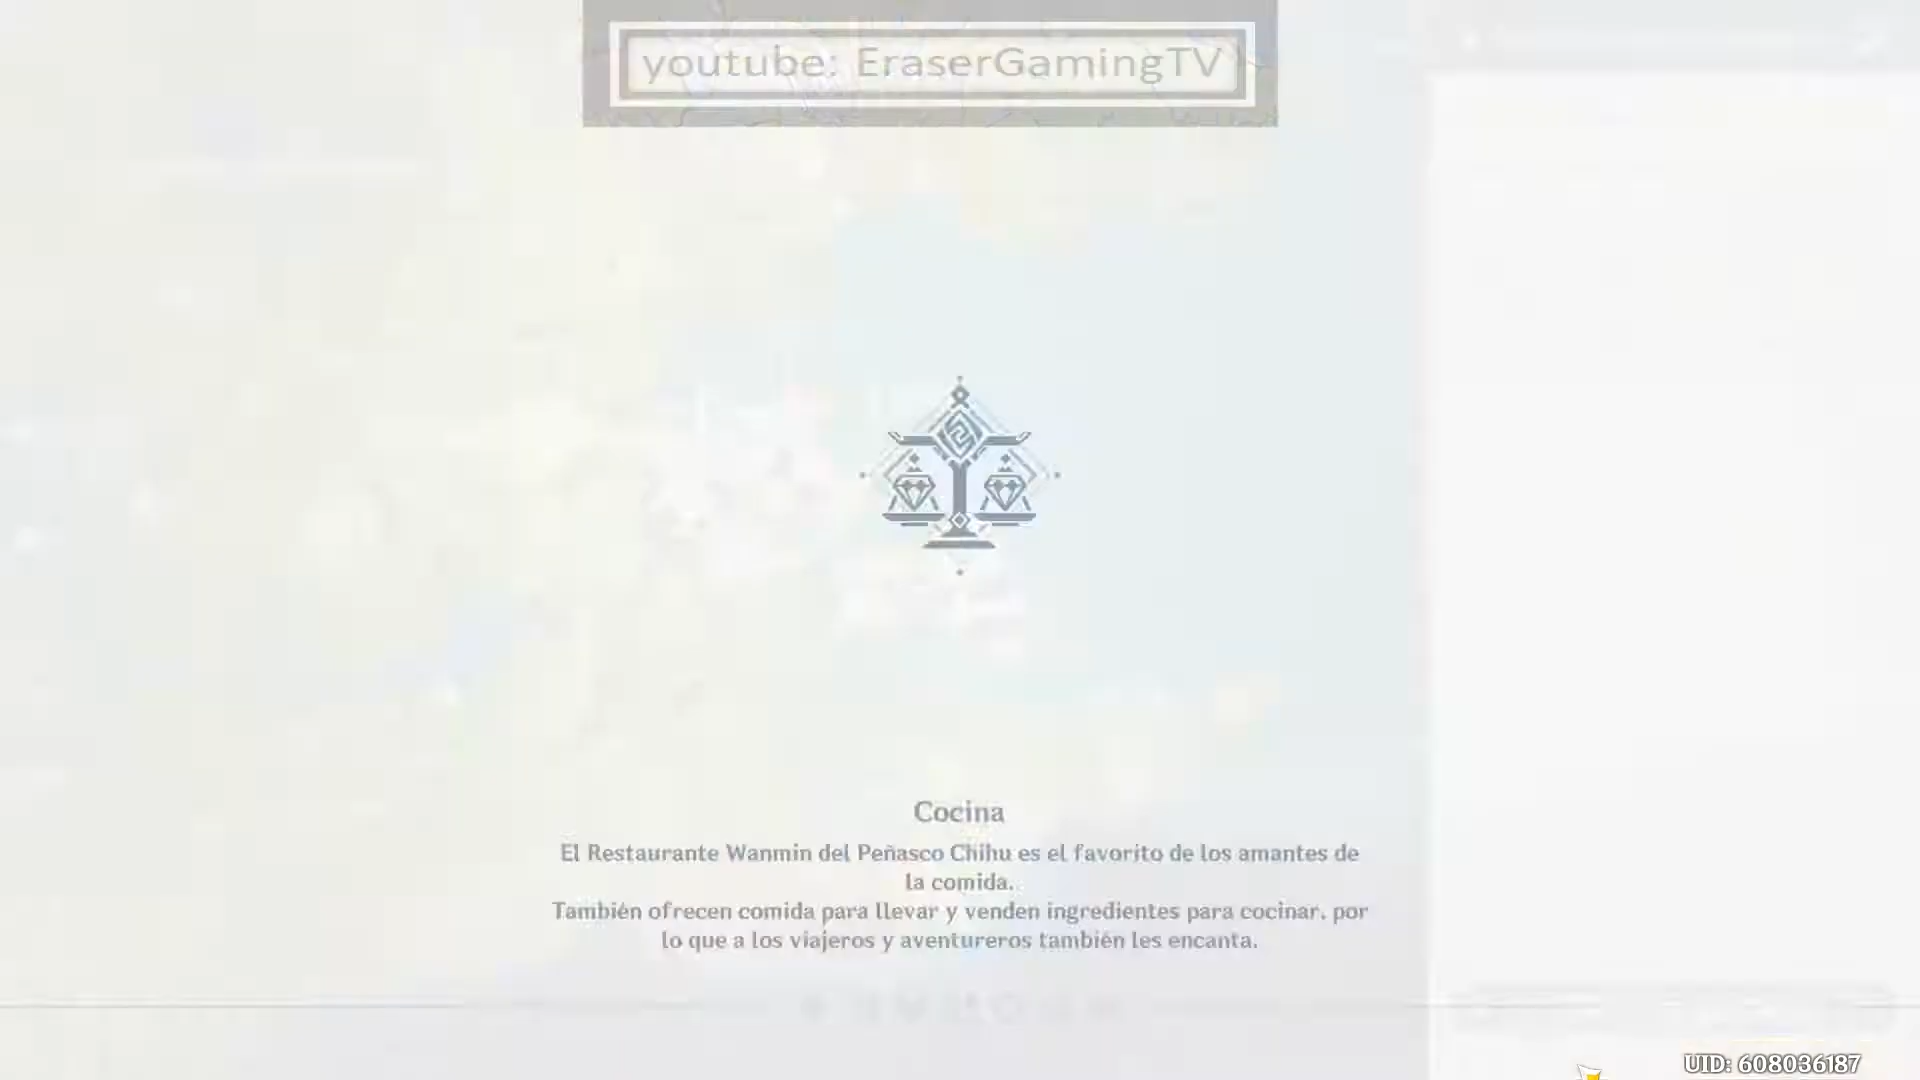 youtube: EraserGamingTV
Cocina
El Restaurante Wanmin del Peñasco Chihu es el favorito de los amantes de
la comida.
También ofrecen comida para llevar y venden ingredientes para cocinar, por
lo que a los viajeros y aventureros también les encanta.
UID: 608036187